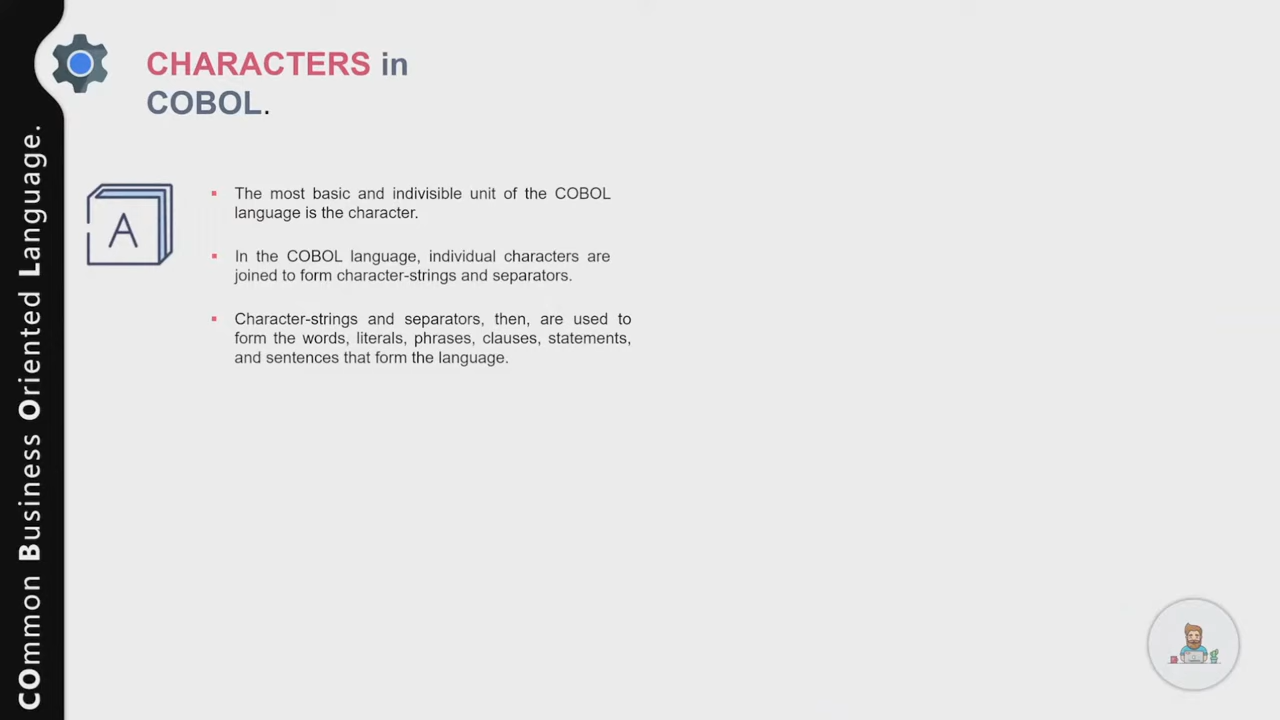 CHARACTERS in
COBOL.
COmmon Business Oriented Language.
A
▪ The most basic and indivisible unit of the COBOL
language is the character.
▪ In the COBOL language, individual characters are
joined to form character-strings and separators.
▪ Character-strings and separators, then, are used to
form the words, literals, phrases, clauses, statements,
and sentences that form the language.